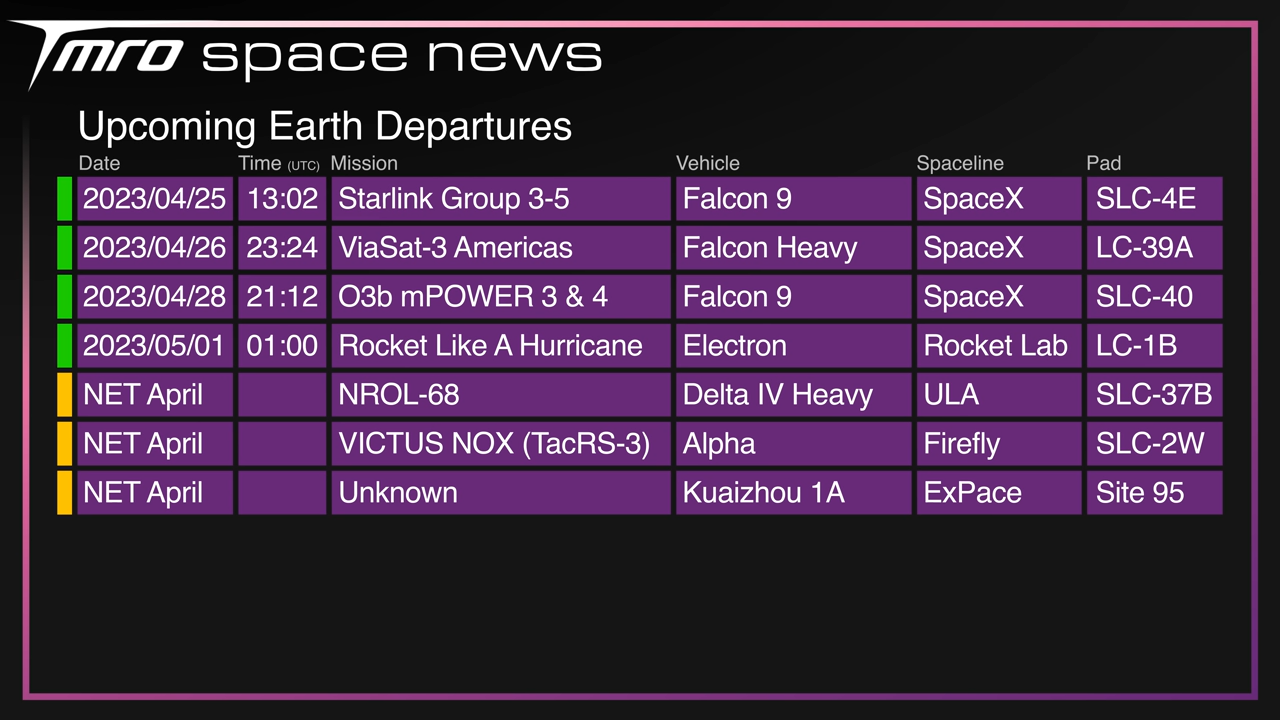 Tmro space news
Upcoming Earth Departures
Date Time (UTC) Mission Vehicle Spaceline Pad
2023/04/25 13:02 Starlink Group 3-5 Falcon 9 SpaceX SLC-4E
2023/04/26 23:24 ViaSat-3 Americas Falcon Heavy SpaceX LC-39A
2023/04/28 21:12 O3b mPOWER 3 & 4 Falcon 9 SpaceX SLC-40
2023/05/01 01:00 Rocket Like A Hurricane Electron Rocket Lab LC-1B
NET April NROL-68 Delta IV Heavy ULA SLC-37B
NET April VICTUS NOX (TacRS-3) Alpha Firefly SLC-2W
NET April Unknown Kuaizhou 1A ExPace Site 95